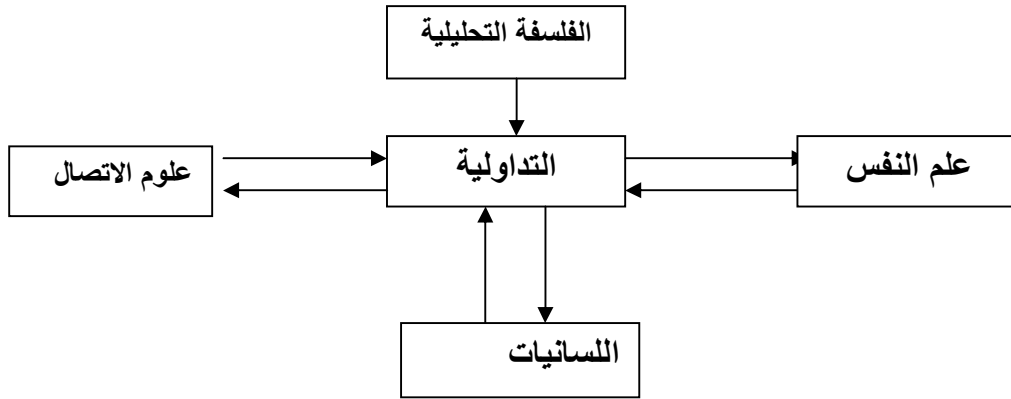 الفلسفة التحليلية
علم النفس
التداولية
علوم الاتصال
اللسانيات